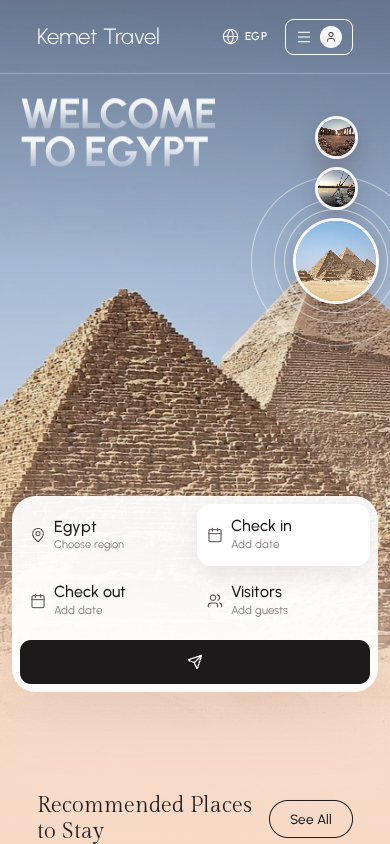 Kemet Travel
EGP
WELCOME
TO EGYPT
Egypt
Choose region
Check in
Add date
Check out
Add date
Visitors
Add guests
Recommended Places
to Stay
See All